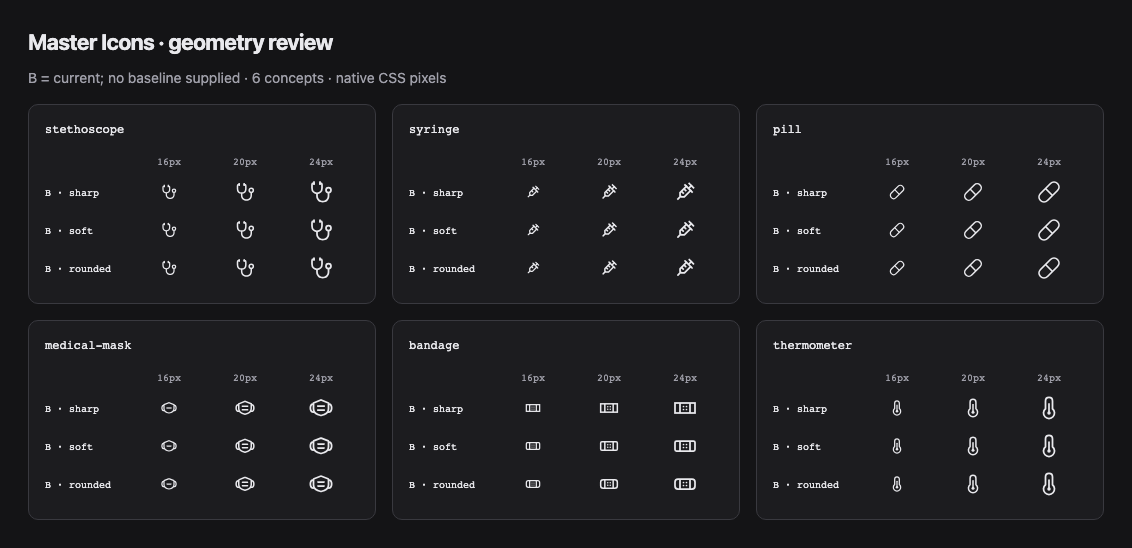 Master Icons · geometry review
B = current; no baseline supplied · 6 concepts · native CSS pixels
stethoscope
16px 20px 24px
B · sharp
B · soft
B · rounded
syringe
16px 20px 24px
B · sharp
B · soft
B · rounded
pill
16px 20px 24px
B · sharp
B · soft
B · rounded
medical-mask
16px 20px 24px
B · sharp
B · soft
B · rounded
bandage
16px 20px 24px
B · sharp
B · soft
B · rounded
thermometer
16px 20px 24px
B · sharp
B · soft
B · rounded